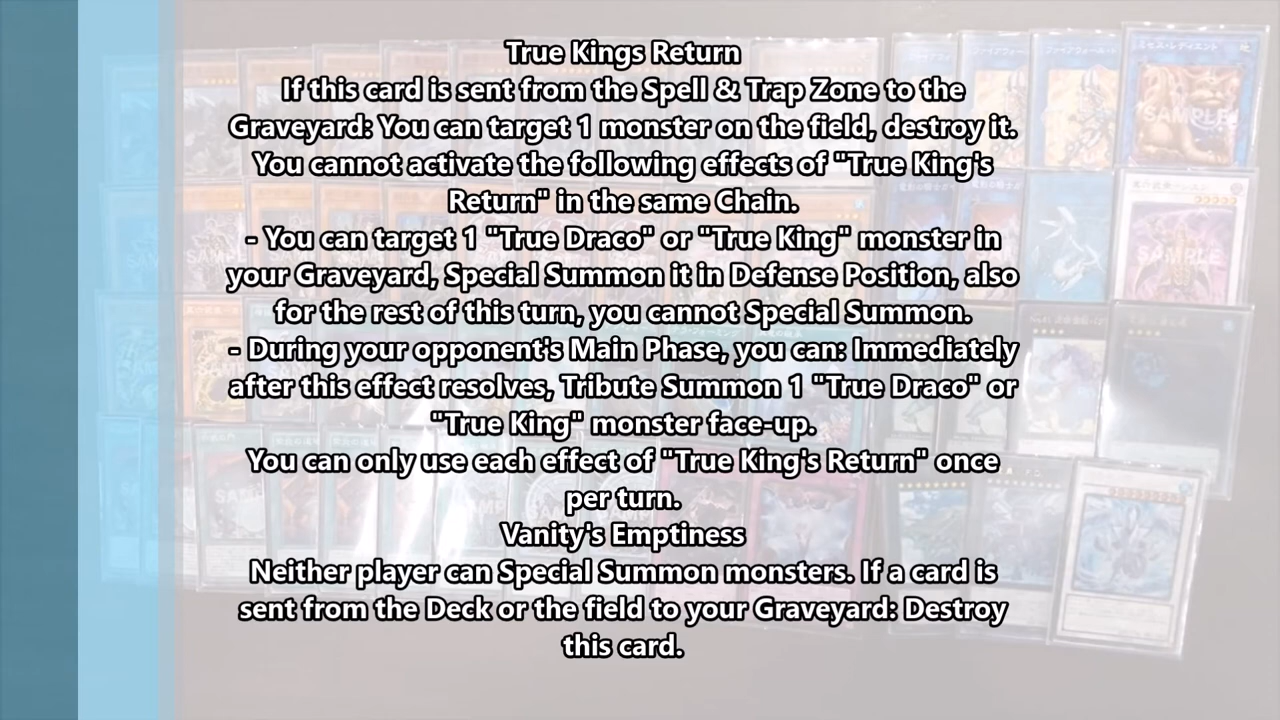 True Kings Return
If this card is sent from the Spell & Trap Zone to the
Graveyard: You can target 1 monster on the field, destroy it.
You cannot activate the following effects of "True King's
Return" in the same Chain.
- You can target 1 "True Draco" or "True King" monster in
your Graveyard, Special Summon it in Defense Position, also
for the rest of this turn, you cannot Special Summon.
- During your opponent's Main Phase, you can: Immediately
after this effect resolves, Tribute Summon 1 "True Draco" or
"True King" monster face-up.
You can only use each effect of "True King's Return" once
per turn.
Vanity's Emptiness
Neither player can Special Summon monsters. If a card is
sent from the Deck or the field to your Graveyard: Destroy
this card.
SAMPLE
SAMPLE